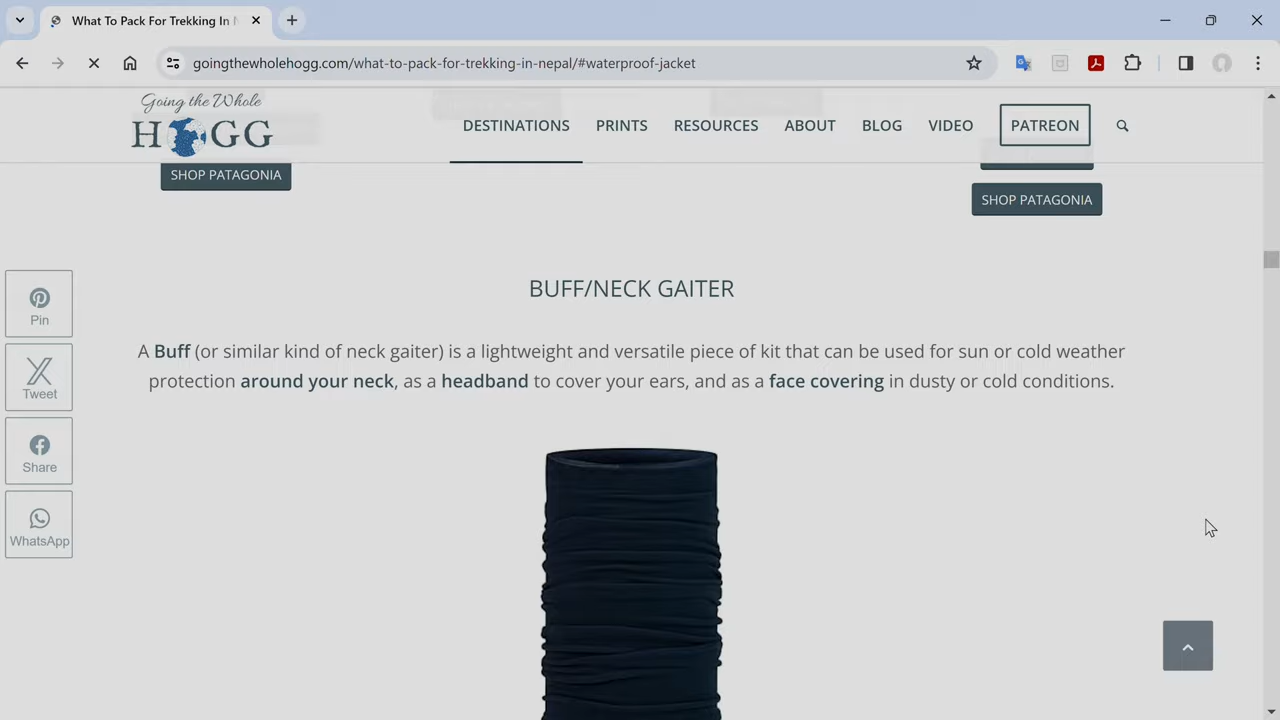 What To Pack For Trekking In N
goingthewholehogg.com/what-to-pack-for-trekking-in-nepal/#waterproof-jacket
Going the Whole
HOGG
DESTINATIONS
PRINTS
RESOURCES
ABOUT
BLOG
VIDEO
PATREON
SHOP PATAGONIA
SHOP PATAGONIA
BUFF/NECK GAITER
A Buff (or similar kind of neck gaiter) is a lightweight and versatile piece of kit that can be used for sun or cold weather
protection around your neck, as a headband to cover your ears, and as a face covering in dusty or cold conditions.
Pin
Tweet
Share
WhatsApp